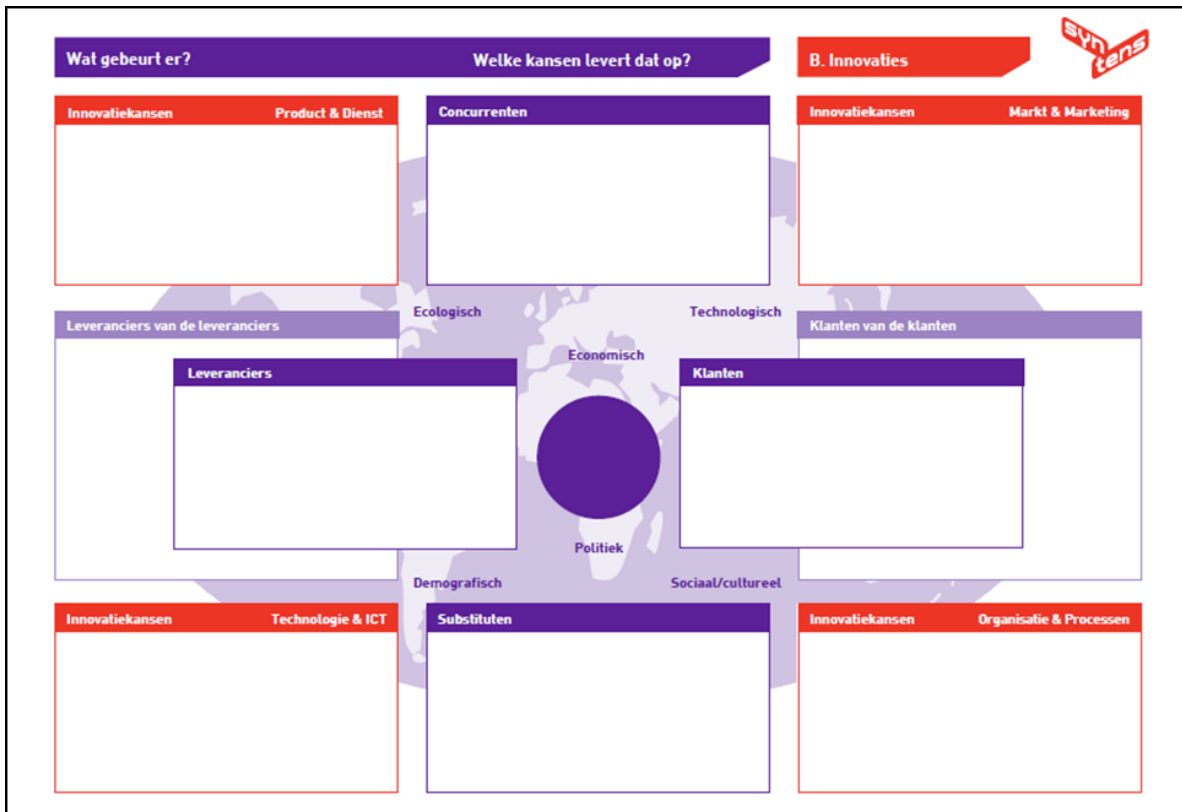 Wat gebeurt er? Welke kansen levert dat op? B. Innovaties
syn
tens
Innovatiekansen Product & Dienst
Concurrenten
Innovatiekansen Markt & Marketing
Ecologisch Technologisch
Leveranciers van de leveranciers
Klanten van de klanten
Economisch
Leveranciers
Klanten
Politiek
Demografisch Sociaal/cultureel
Innovatiekansen Technologie & ICT
Substituten
Innovatiekansen Organisatie & Processen